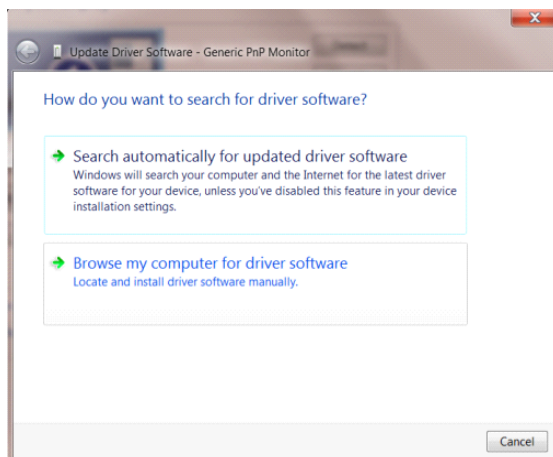 Update Driver Software - Generic PnP Monitor
How do you want to search for driver software?
Search automatically for updated driver software
Windows will search your computer and the Internet for the latest driver
software for your device, unless you've disabled this feature in your device
installation settings.
Browse my computer for driver software
Locate and install driver software manually.
Cancel